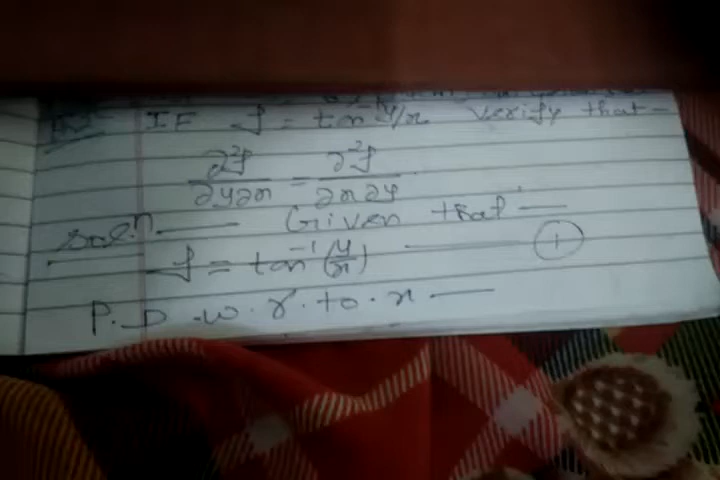 IF f = tan⁻¹ y/x verify that -
∂²f/∂y∂x = ∂²f/∂x∂y.
Solⁿ. — Given that —
f = tan⁻¹ (y/x) — ①
P.D.w.r.to.x —